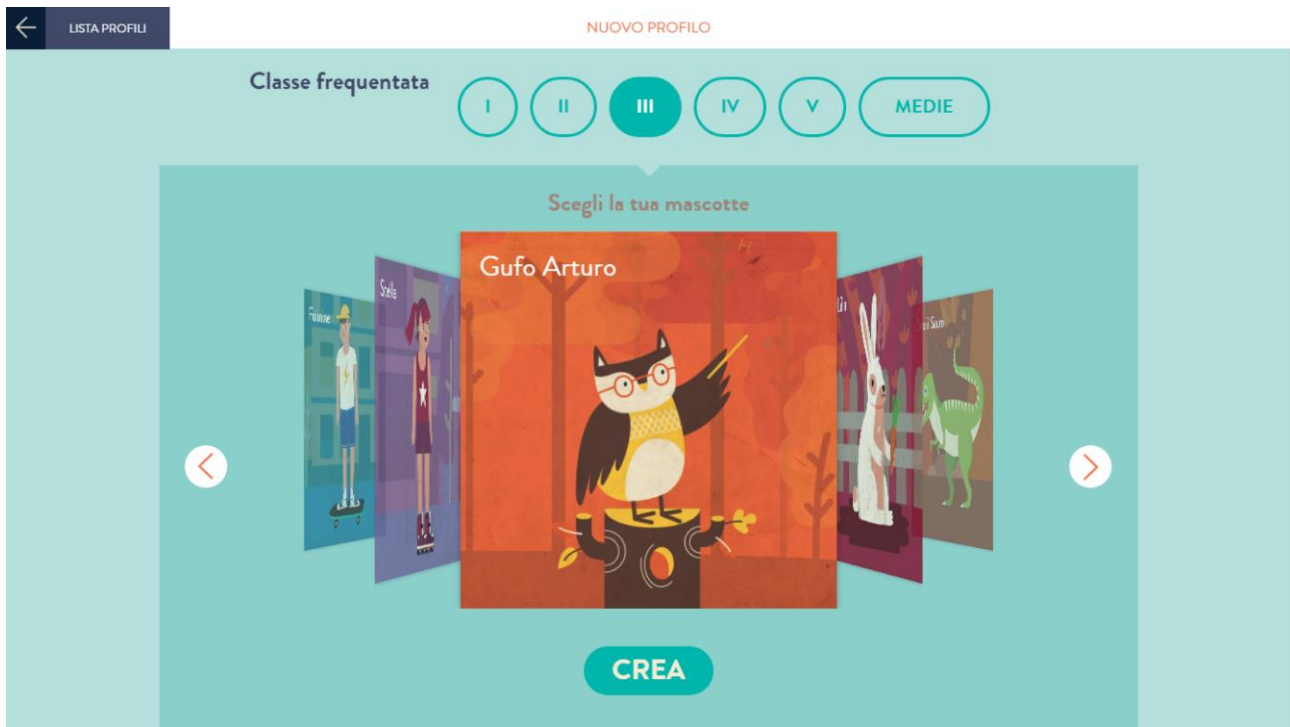 LISTA PROFILI
NUOVO PROFILO
Classe frequentata
I
II
III
IV
V
MEDIE
Scegli la tua mascotte
Gufo Arturo
Stella
CREA